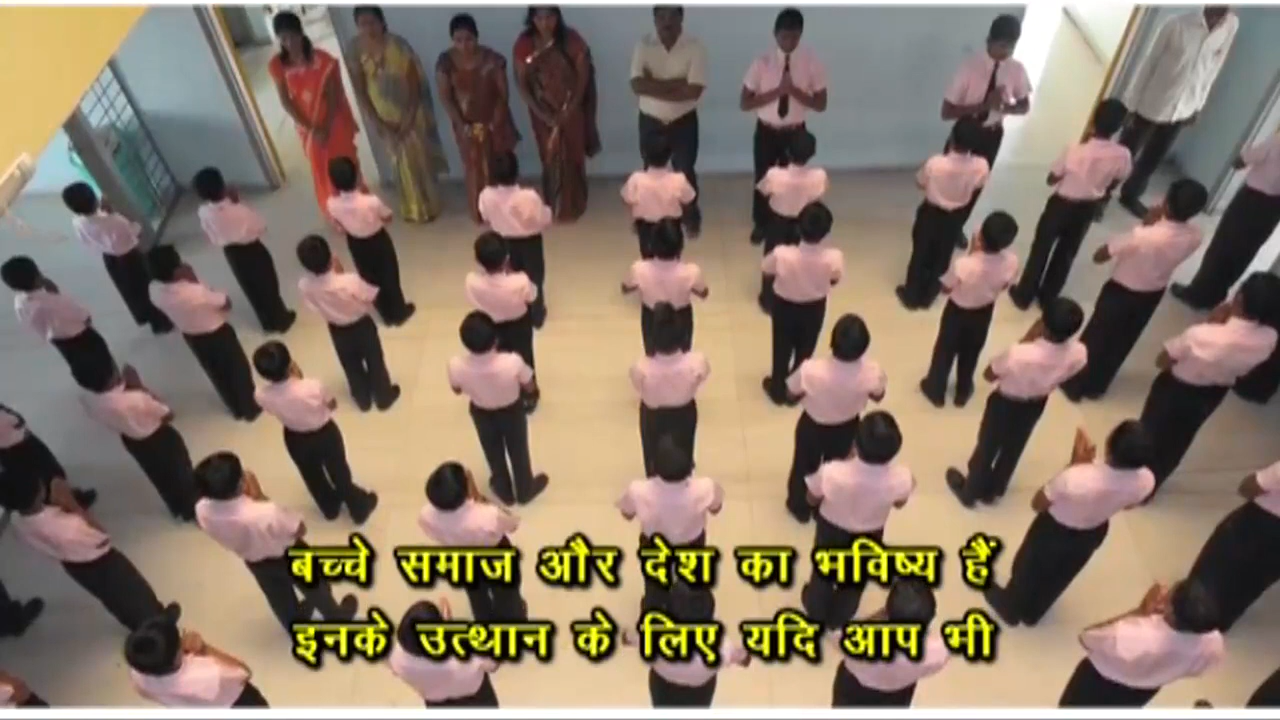 बच्चे समाज और देश का भविष्य हैं
इनके उत्थान के लिए यदि आप भी